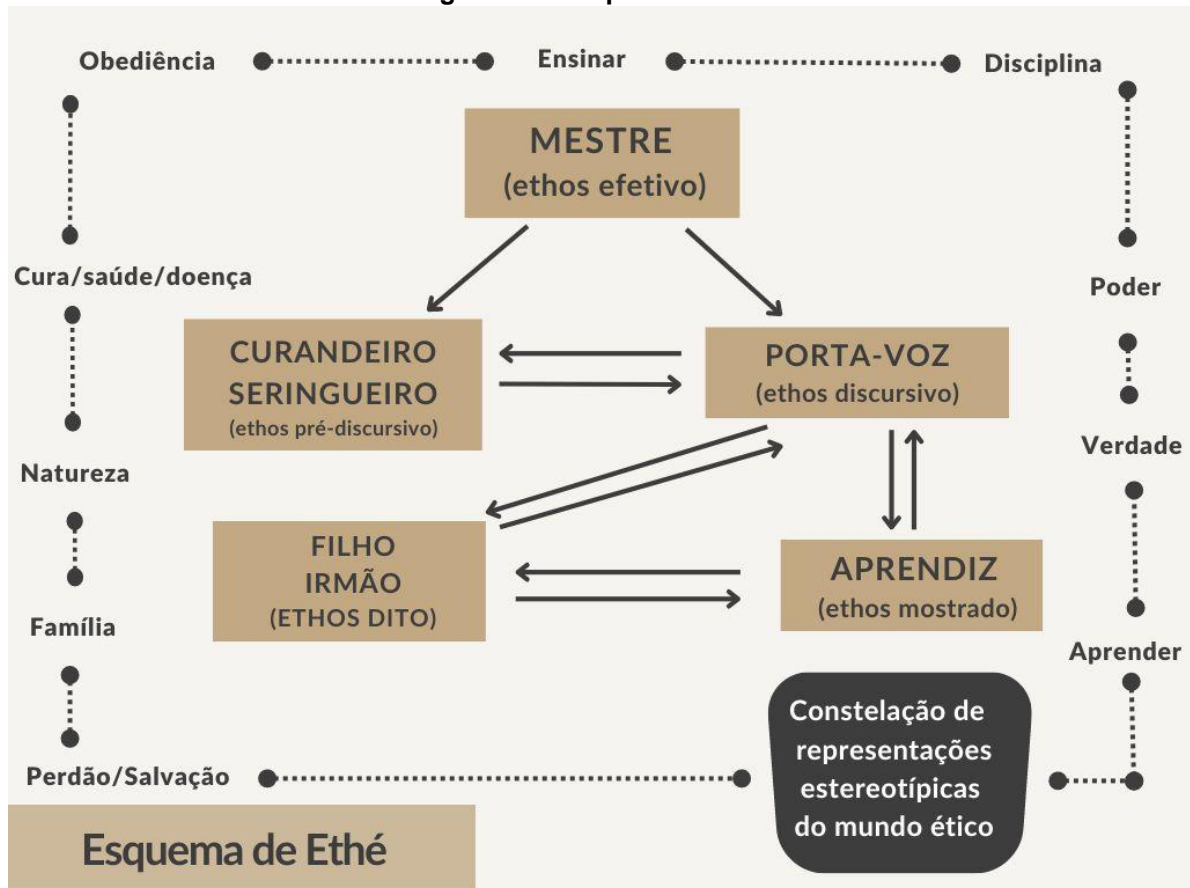 Obediência
Ensinar
Disciplina
MESTRE
(ethos efetivo)
Cura/saúde/doença
Poder
CURANDEIRO
SERINGUEIRO
(ethos pré-discursivo)
PORTA-VOZ
(ethos discursivo)
Natureza
Verdade
FILHO
IRMÃO
(ETHOS DITO)
APRENDIZ
(ethos mostrado)
Família
Aprender
Constelação de
representações
estereotípicas
do mundo ético
Perdão/Salvação
Esquema de Ethé